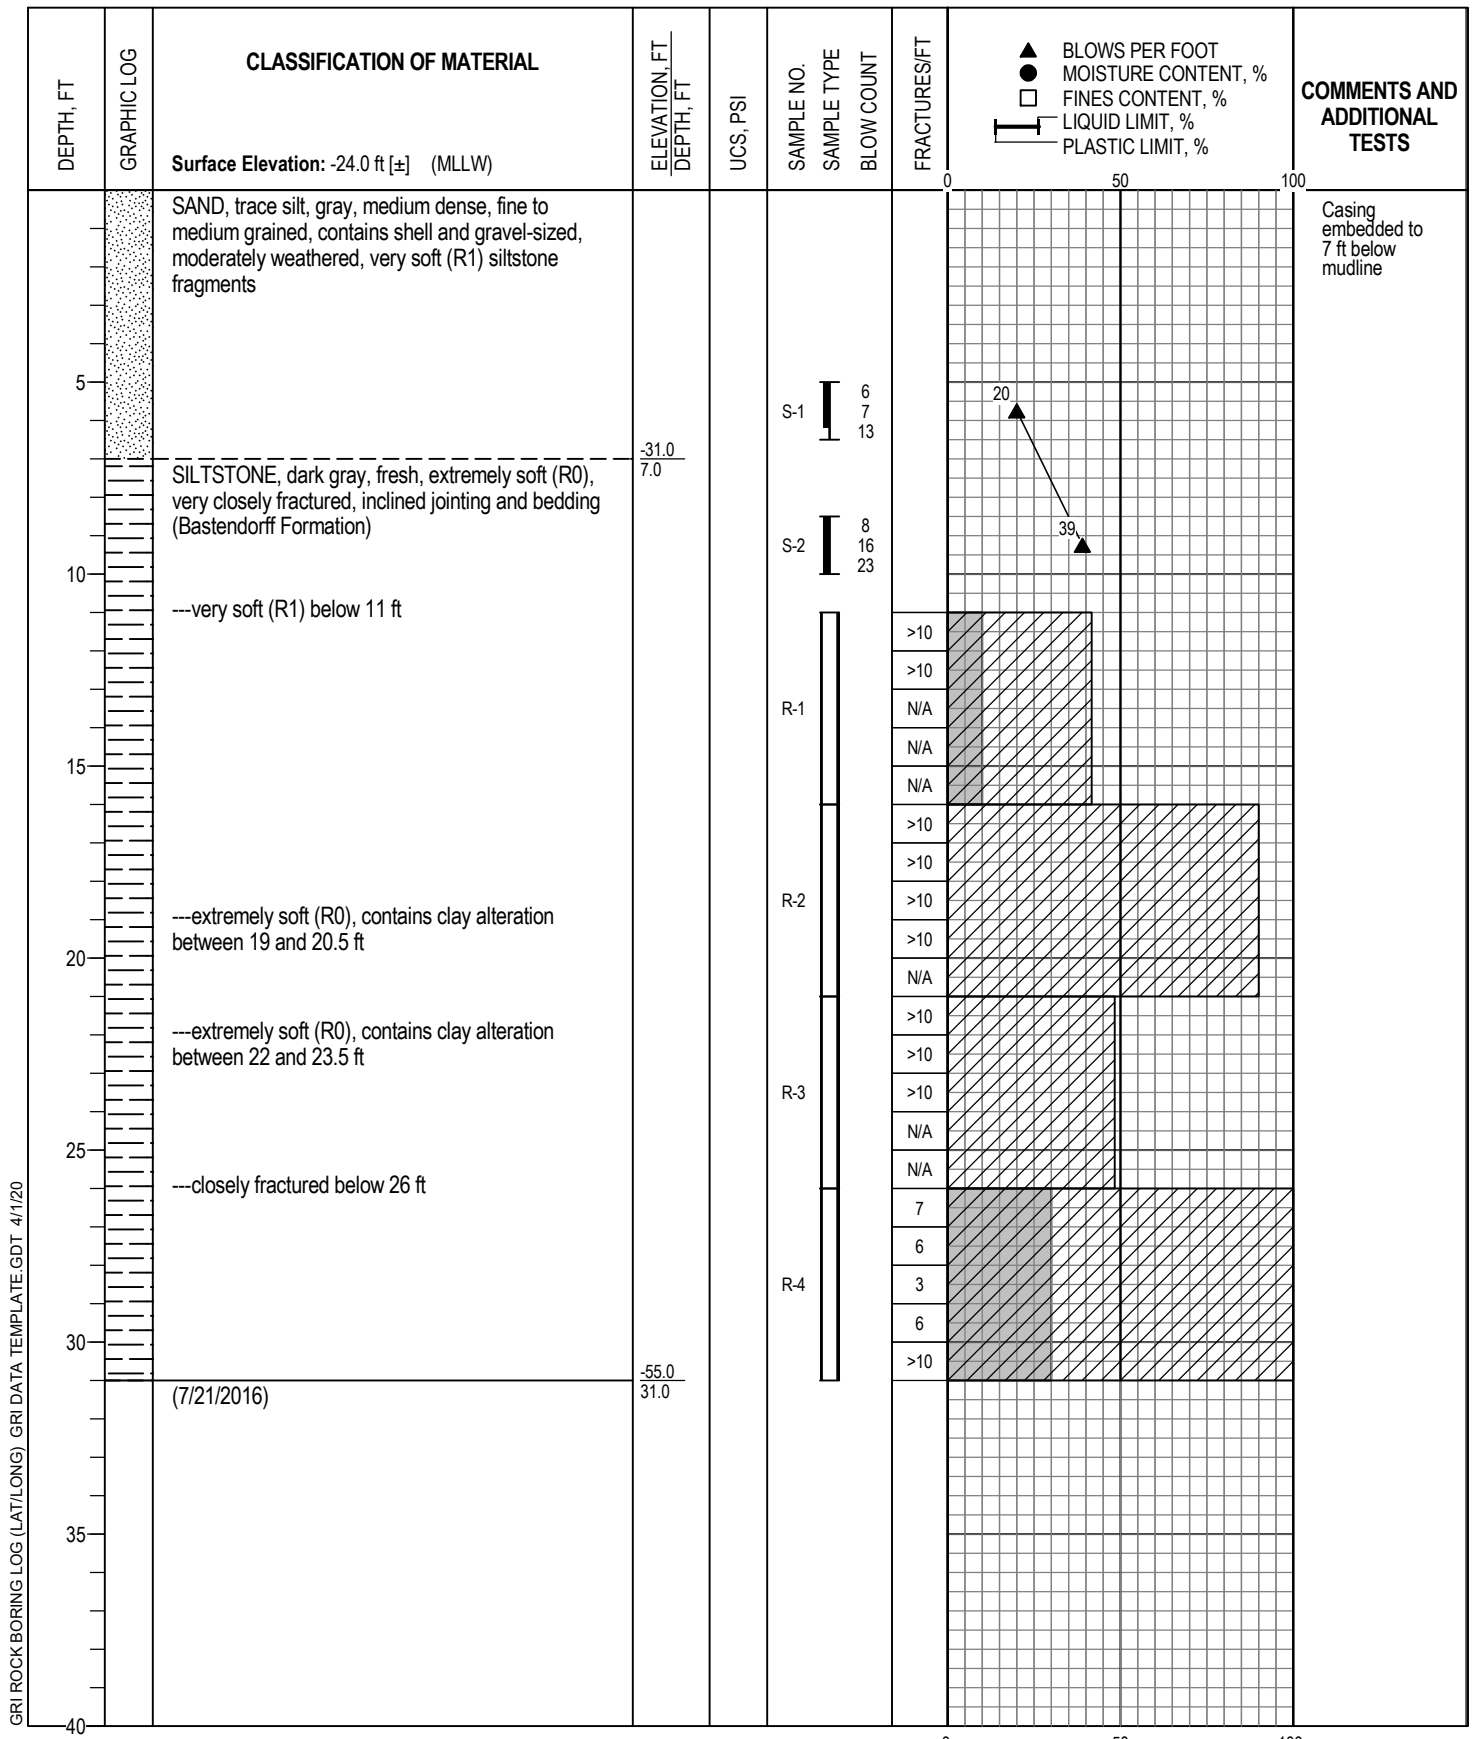 DEPTH, FT
GRAPHIC LOG
CLASSIFICATION OF MATERIAL
Surface Elevation: -24.0 ft [±] (MLLW)
ELEVATION, FT
DEPTH, FT
UCS, PSI
SAMPLE NO.
SAMPLE TYPE
BLOW COUNT
FRACTURES/FT
BLOWS PER FOOT
MOISTURE CONTENT, %
FINES CONTENT, %
LIQUID LIMIT, %
PLASTIC LIMIT, %
COMMENTS AND
ADDITIONAL
TESTS
0 50 100
SAND, trace silt, gray, medium dense, fine to
medium grained, contains shell and gravel-sized,
moderately weathered, very soft (R1) siltstone
fragments
Casing
embedded to
7 ft below
mudline
5
S-1
6
7
13
20
-31.0
7.0
SILTSTONE, dark gray, fresh, extremely soft (R0),
very closely fractured, inclined jointing and bedding
(Bastendorff Formation)
S-2
8
16
23
39
10
---very soft (R1) below 11 ft
R-1
>10
>10
N/A
N/A
N/A
15
R-2
>10
>10
>10
>10
N/A
---extremely soft (R0), contains clay alteration
between 19 and 20.5 ft
20
---extremely soft (R0), contains clay alteration
between 22 and 23.5 ft
R-3
>10
>10
>10
N/A
N/A
25
---closely fractured below 26 ft
R-4
7
6
3
6
>10
30
-55.0
31.0
(7/21/2016)
35
40
GRI ROCK BORING LOG (LAT/LONG) GRI DATA TEMPLATE.GDT 4/1/20